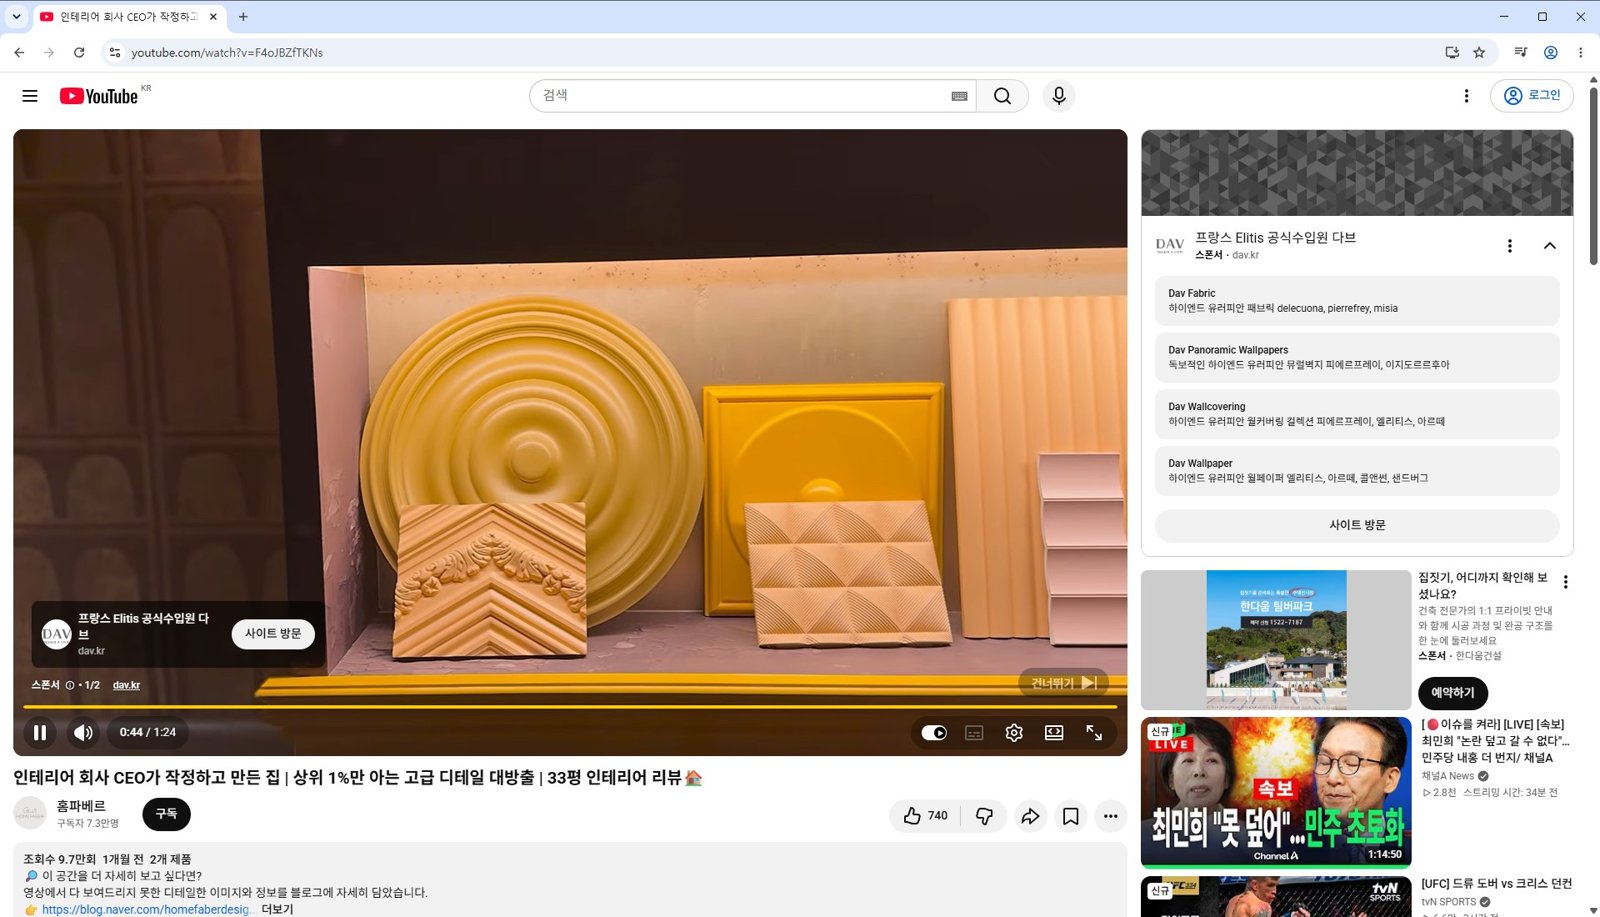 인테리어 회사 CEO가 작정하고
youtube.com/watch?v=F4oJBZfTKNs
YouTube KR
검색
로그인
프랑스 Elitis 공식수입원 다브
dav.kr
사이트 방문
스폰서 • 1/2 dav.kr
건너뛰기
0:44 / 1:24
인테리어 회사 CEO가 작정하고 만든 집 | 상위 1%만 아는 고급 디테일 대방출 | 33평 인테리어 리뷰
홈파베르
구독자 7.3만명
구독
740
조회수 9.7만회 1개월 전 2개 제품
이 공간을 더 자세히 보고 싶다면?
영상에서 다 보여드리지 못한 디테일한 이미지와 정보를 블로그에 자세히 담았습니다.
https://blog.naver.com/homefaberdesig... 더보기
DAV
프랑스 Elitis 공식수입원 다브
스폰서 · dav.kr
Dav Fabric
하이엔드 유러피안 패브릭 delecuona, pierrefrey, misia
Dav Panoramic Wallpapers
독보적인 하이엔드 유러피안 뮤럴벽지 피에르프레이, 이지도르르후아
Dav Wallcovering
하이엔드 유러피안 월커버링 컬렉션 피에르프레이, 엘리티스, 아르떼
Dav Wallpaper
하이엔드 유러피안 월페이퍼 엘리티스, 아르떼, 콜앤썬, 샌드버그
사이트 방문
한다움 팀버파크
예약 신청 1522-7187
집짓기, 어디까지 확인해 보
셨나요?
건축 전문가의 1:1 프라이빗 안내
와 함께 시공 과정 및 완공 구조를
한 눈에 둘러보세요
스폰서 · 한다움건설
예약하기
신규
LIVE
속보
최민희 "못 덮어"...민주 초토화
Channel A
1:14:50
[이슈를 켜라] [LIVE] [속보]
최민희 "논란 덮고 갈 수 없다"...
민주당 내홍 더 번지/ 채널A
채널A News
2.8천 스트리밍 시간: 34분 전
신규
tvN
SPORTS
[UFC] 드류 도버 vs 크리스 던컨
tvN SPORTS